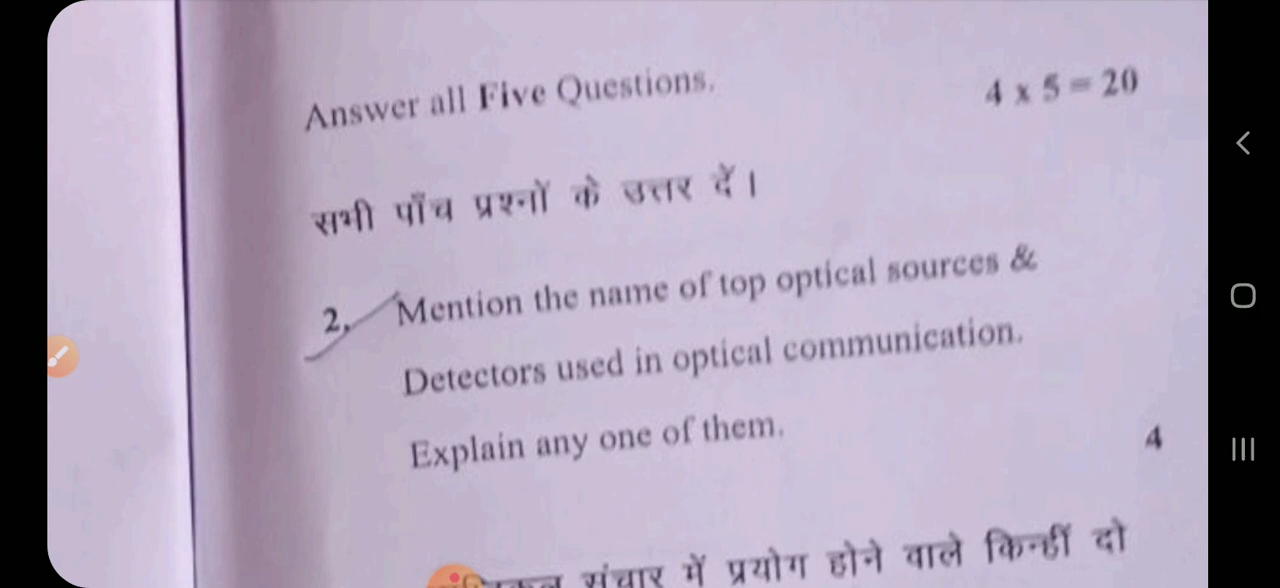 Answer all Five Questions.
4 x 5 = 20
सभी पाँच प्रश्नों के उत्तर दें।
2. Mention the name of top optical sources &
Detectors used in optical communication.
Explain any one of them.
4
संचार में प्रयोग होने वाले किन्हीं दो